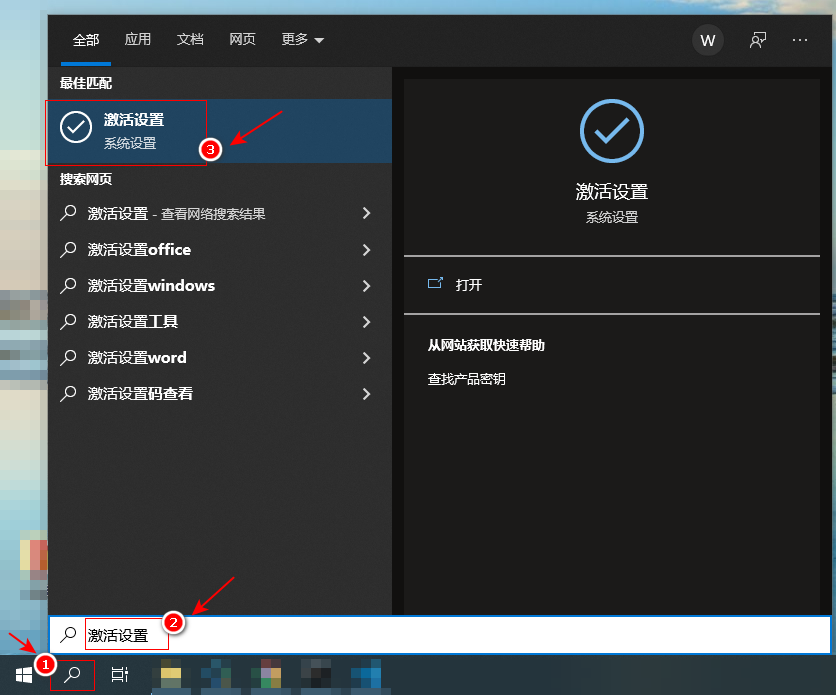 全部 应用 文档 网页 更多 W
最佳匹配
激活设置
系统设置
3
搜索网页
激活设置 - 查看网络搜索结果
激活设置office
激活设置windows
激活设置工具
激活设置word
激活设置码查看
激活设置
系统设置
打开
从网站获取快速帮助
查找产品密钥
2
激活设置
1